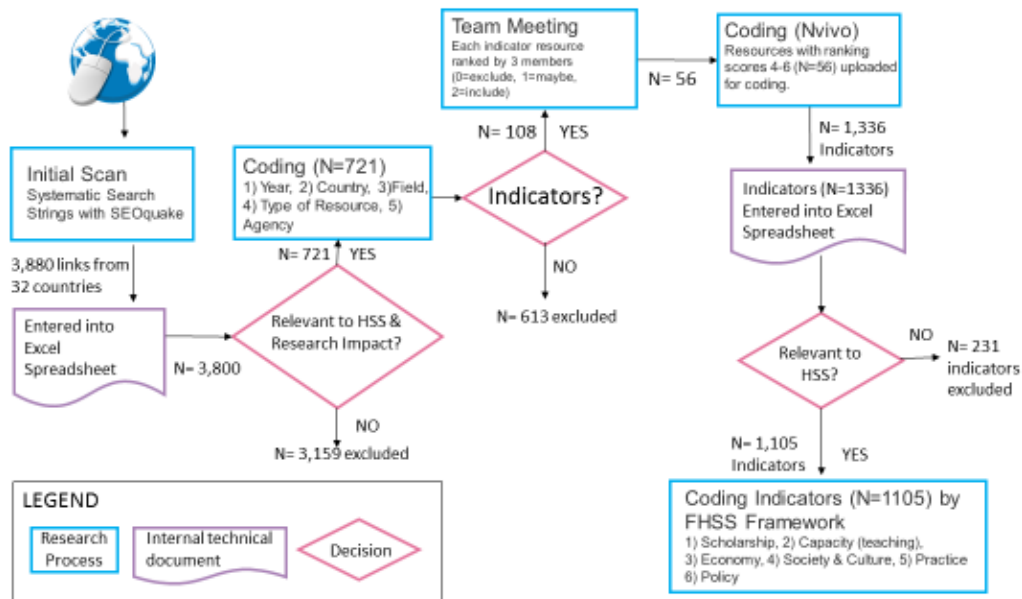 Initial Scan
Systematic Search
Strings with SEOquake
3,880 links from
32 countries
Entered into
Excel
Spreadsheet
N= 3,800
Relevant to HSS &
Research Impact?
NO
N= 3,159 excluded
N= 721 YES
Coding (N=721)
1) Year, 2) Country, 3)Field,
4) Type of Resource, 5)
Agency
Indicators?
NO
N= 613 excluded
N= 108 YES
Team Meeting
Each indicator resource
ranked by 3 members
(0=exclude, 1=maybe,
2=include)
N= 56
Coding (Nvivo)
Resources with ranking
scores 4-6 (N=56) uploaded
for coding.
N= 1,336
Indicators
Indicators (N=1336)
Entered into Excel
Spreadsheet
Relevant to
HSS?
NO
N= 231
indicators
excluded
N= 1,105
Indicators
YES
Coding Indicators (N=1105) by
FHSS Framework
1) Scholarship, 2) Capacity (teaching),
3) Economy, 4) Society & Culture, 5) Practice
6) Policy
LEGEND
Research
Process
Internal technical
document
Decision